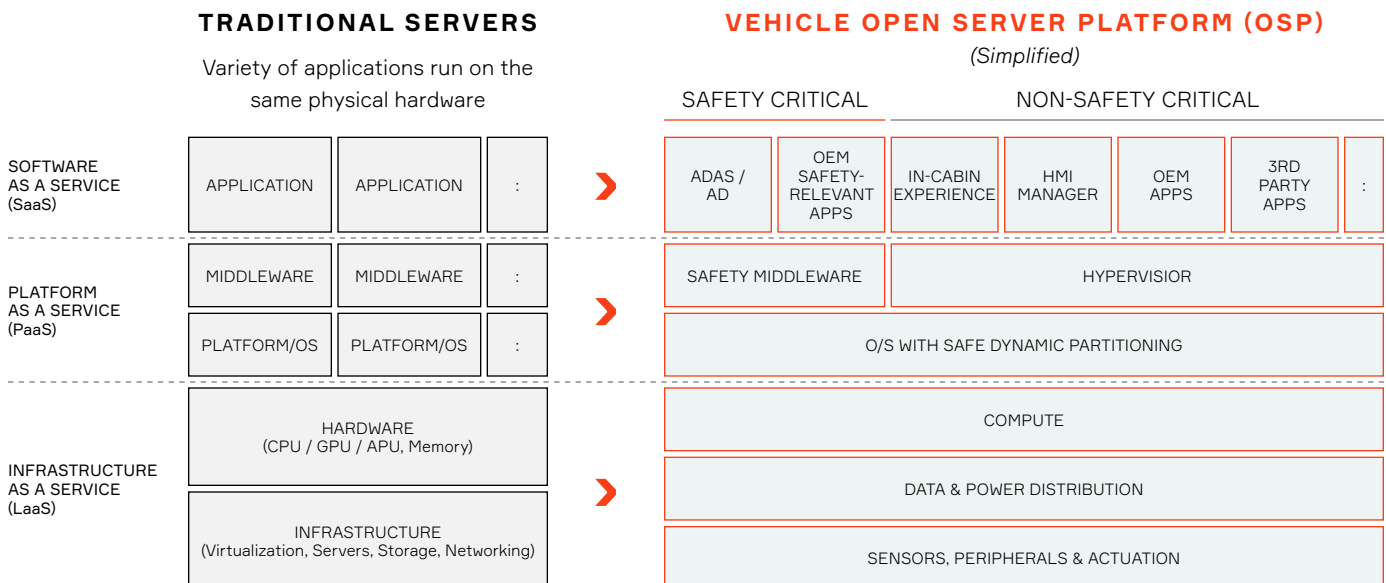 TRADITIONAL SERVERS
Variety of applications run on the
same physical hardware
VEHICLE OPEN SERVER PLATFORM (OSP)
(Simplified)
SAFETY CRITICAL
NON-SAFETY CRITICAL
SOFTWARE
AS A SERVICE
(SaaS)
APPLICATION
APPLICATION
:
ADAS /
AD
OEM
SAFETY-
RELEVANT
APPS
IN-CABIN
EXPERIENCE
HMI
MANAGER
OEM
APPS
3RD
PARTY
APPS
:
PLATFORM
AS A SERVICE
(PaaS)
MIDDLEWARE
MIDDLEWARE
:
SAFETY MIDDLEWARE
HYPERVISIOR
PLATFORM/OS
PLATFORM/OS
:
O/S WITH SAFE DYNAMIC PARTITIONING
INFRASTRUCTURE
AS A SERVICE
(LaaS)
HARDWARE
(CPU / GPU / APU, Memory)
INFRASTRUCTURE
(Virtualization, Servers, Storage, Networking)
COMPUTE
DATA & POWER DISTRIBUTION
SENSORS, PERIPHERALS & ACTUATION